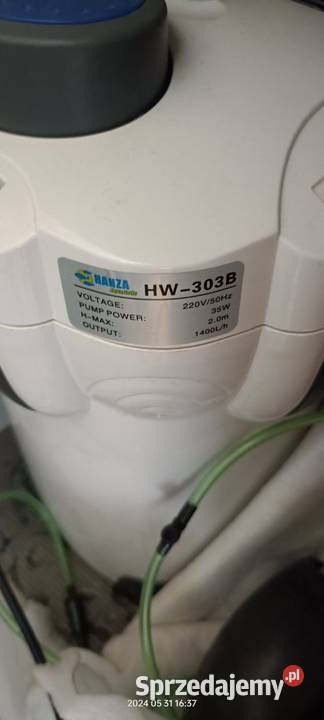 HANZA HW-303B
VOLTAGE: 220V/50Hz
PUMP POWER: 35W
H-MAX: 2.0m
OUTPUT: 1400L/h
Sprzedajemy.pl
2024 05 31 16:37